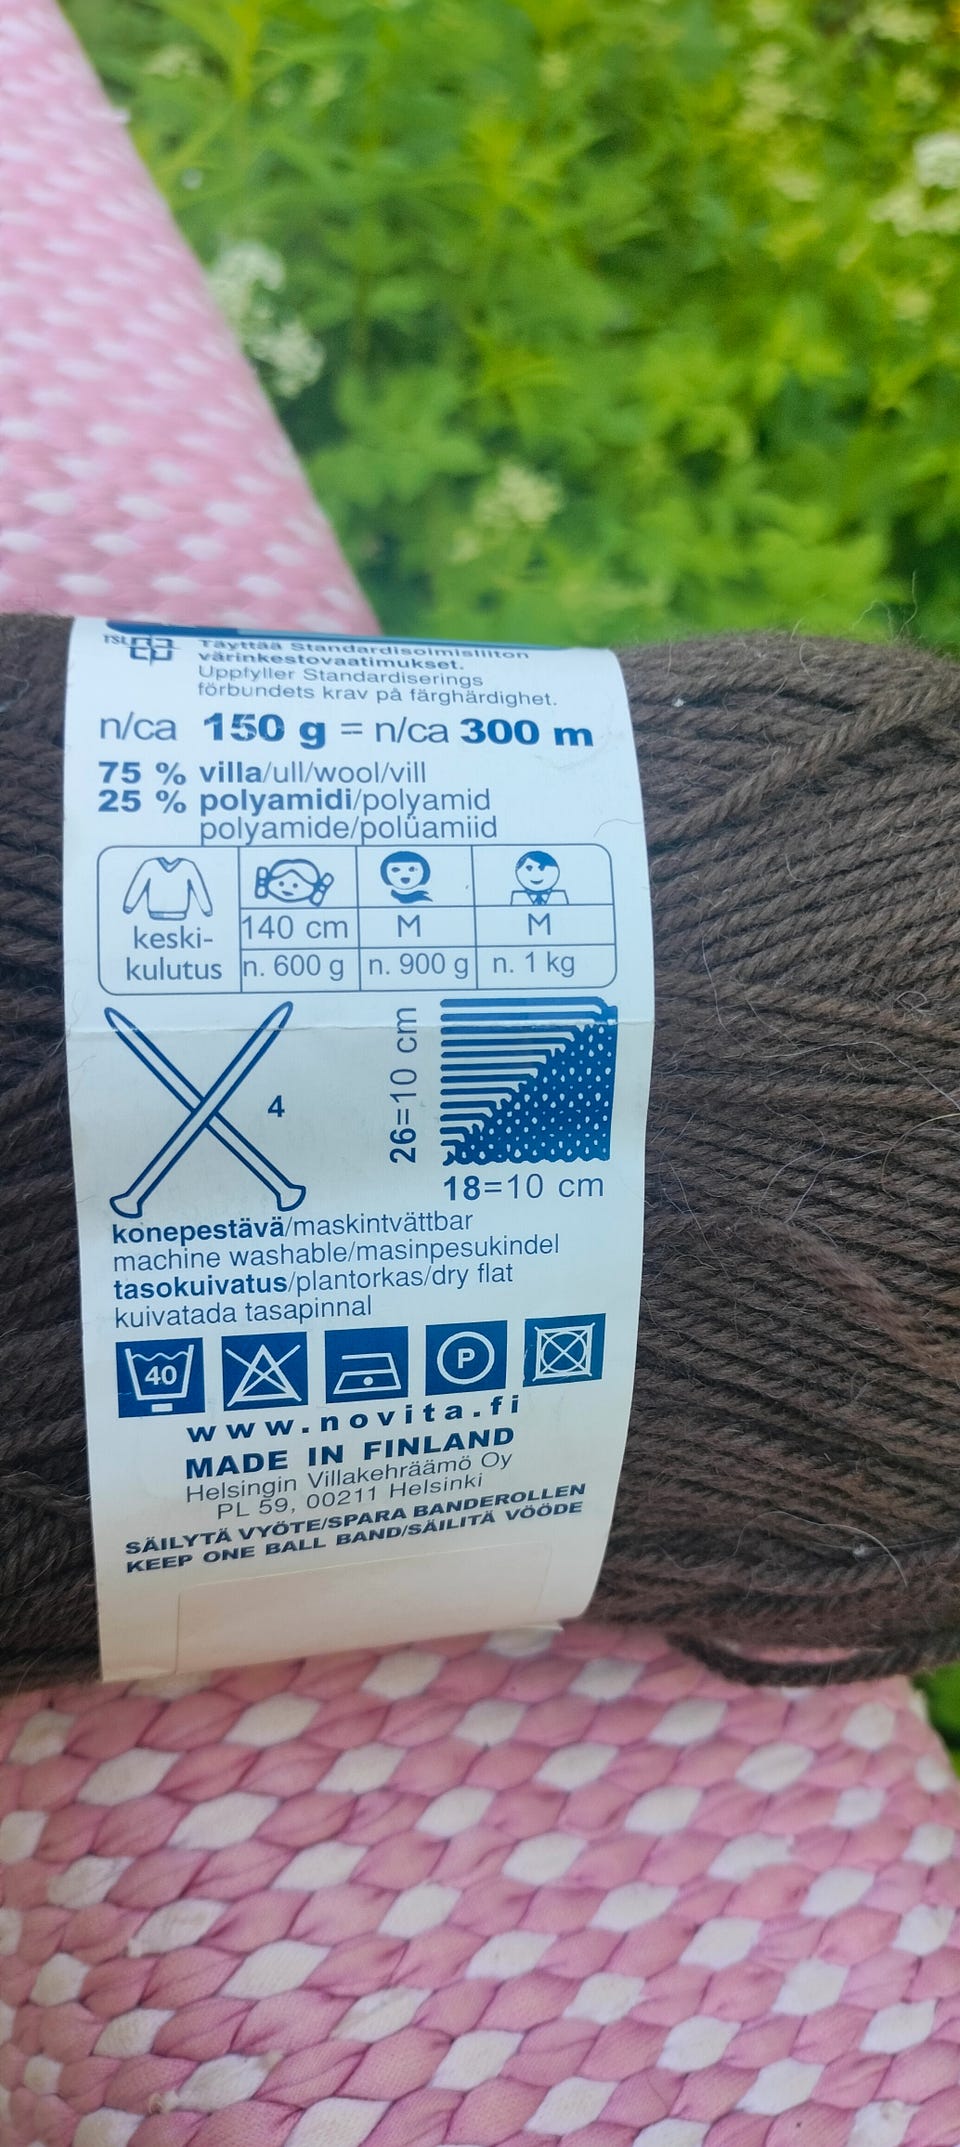 TSL
Täyttää Standardisoimisliiton
värinkestovaatimukset.
Uppfyller Standardiserings
förbundets krav på färghärdighet.
n/ca 150 g = n/ca 300 m
75 % villa/ull/wool/vill
25 % polyamidi/polyamid
polyamide/polüamiid
140 cm M M
keski-
kulutus n. 600 g n. 900 g n. 1 kg
4
26=10 cm
18=10 cm
konepestävä/maskintvättbar
machine washable/masinpesukindel
tasokuivatus/plantorkas/dry flat
kuivatada tasapinnal
40 P
www.novita.fi
MADE IN FINLAND
Helsingin Villakehräämö Oy
PL 59, 00211 Helsinki
SÄILYTÄ VYÖTE/SPARA BANDEROLLEN
KEEP ONE BALL BAND/SÄILITÄ VÖÖDE